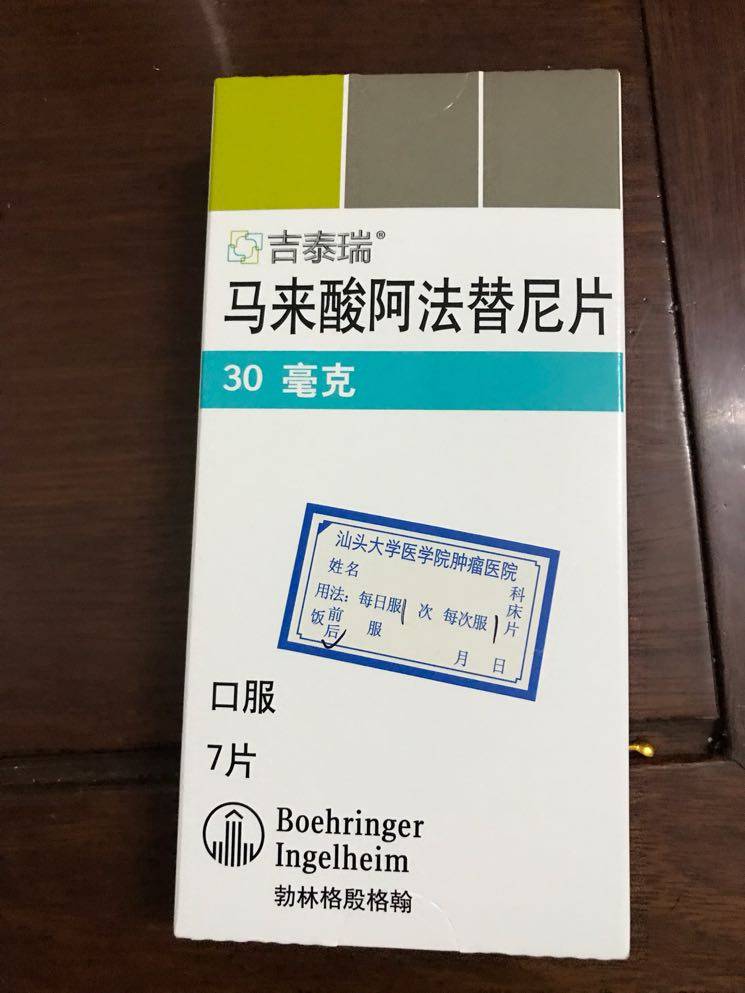 吉泰瑞®
马来酸阿法替尼片
30 毫克
汕头大学医学院肿瘤医院
姓名 科
用法：每日服1次 每次服1片 床
饭前后服
月 日
口服
7片
Boehringer
Ingelheim
勃林格殷格翰